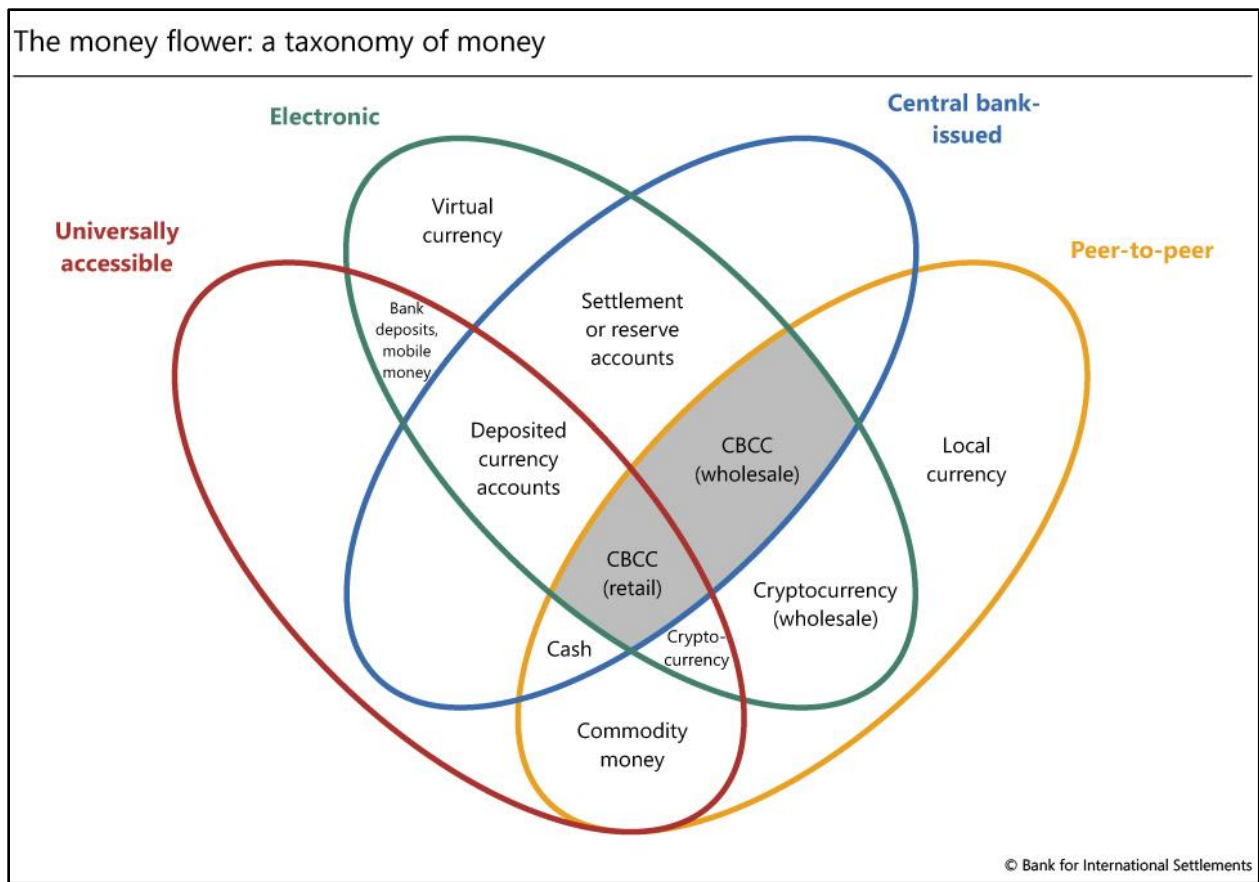 The money flower: a taxonomy of money
Electronic
Central bank-
issued
Universally
accessible
Peer-to-peer
Virtual
currency
Bank
deposits,
mobile
money
Settlement
or reserve
accounts
Deposited
currency
accounts
CBCC
(wholesale)
Local
currency
CBCC
(retail)
Cryptocurrency
(wholesale)
Cash
Crypto-
currency
Commodity
money
© Bank for International Settlements